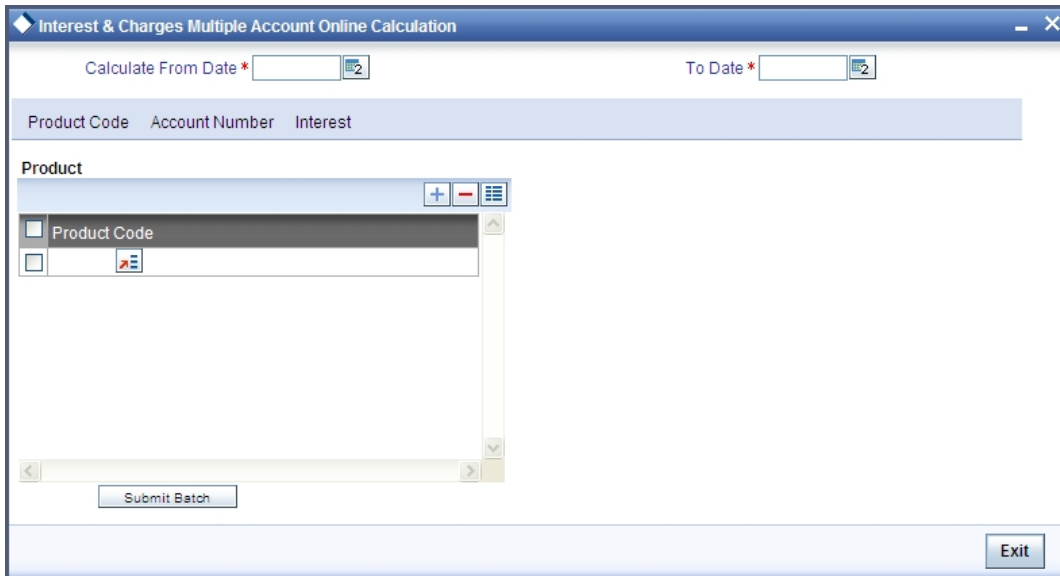 Interest & Charges Multiple Account Online Calculation
Calculate From Date * To Date *
Product Code Account Number Interest
Product
Product Code
Submit Batch
Exit